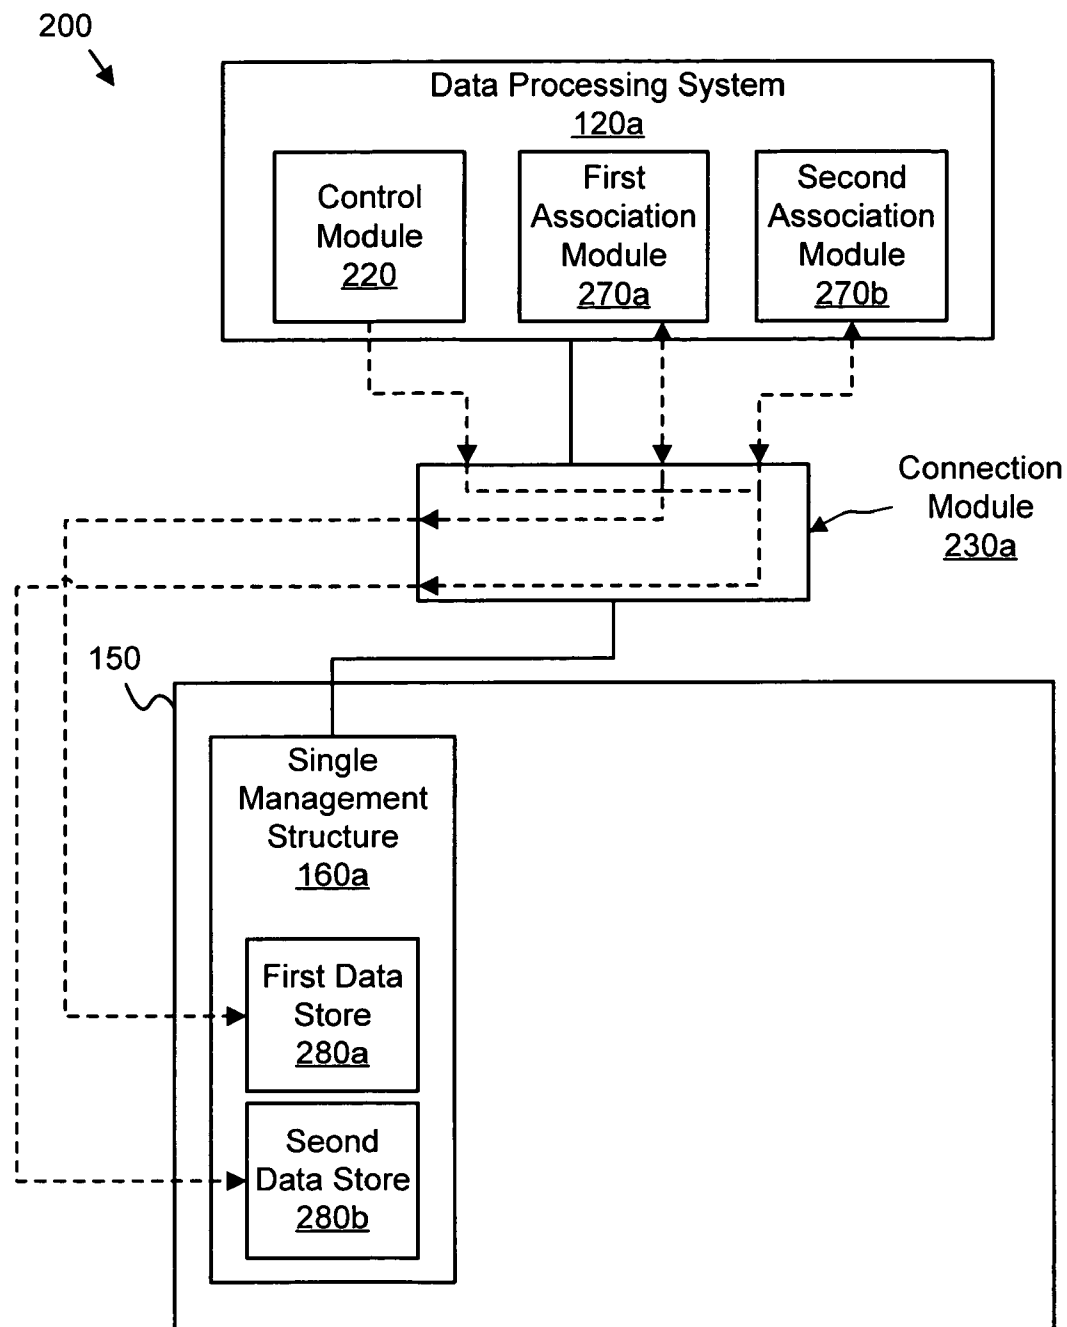 200
Data Processing System
120a
Control
Module
220
First
Association
Module
270a
Second
Association
Module
270b
Connection
Module
230a
150
Single
Management
Structure
160a
First Data
Store
280a
Seond
Data Store
280b